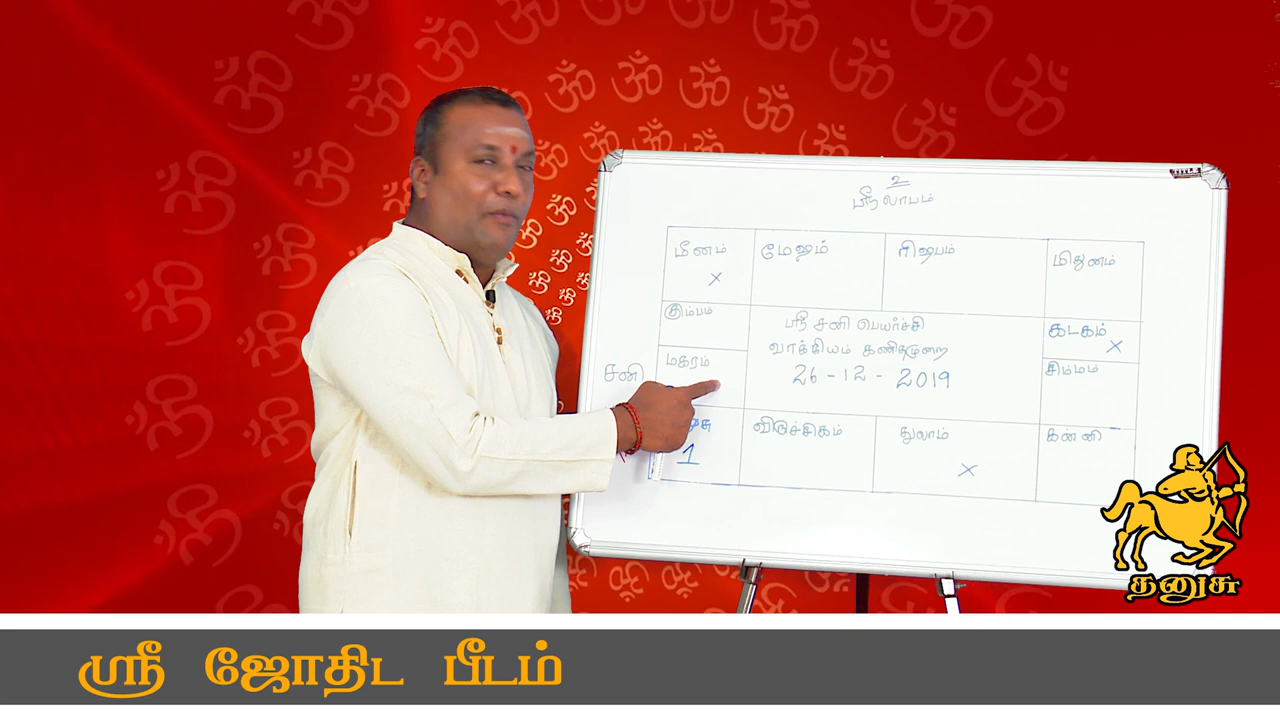 TITLE
உ
ஸ்ரீ லாபம்
மீனம்
மேஷம்
ரிஷபம்
மிதுனம்
X
கும்பம்
ஸ்ரீ சனி பெயர்ச்சி
வாக்கியம் கணிதமுறை
26-12-2019
கடகம்
X
மகரம்
சனி
சிம்மம்
விருச்சிகம்
துலாம்
கன்னி
1
X
தனுசு
ஸ்ரீ ஜோதிட பீடம்